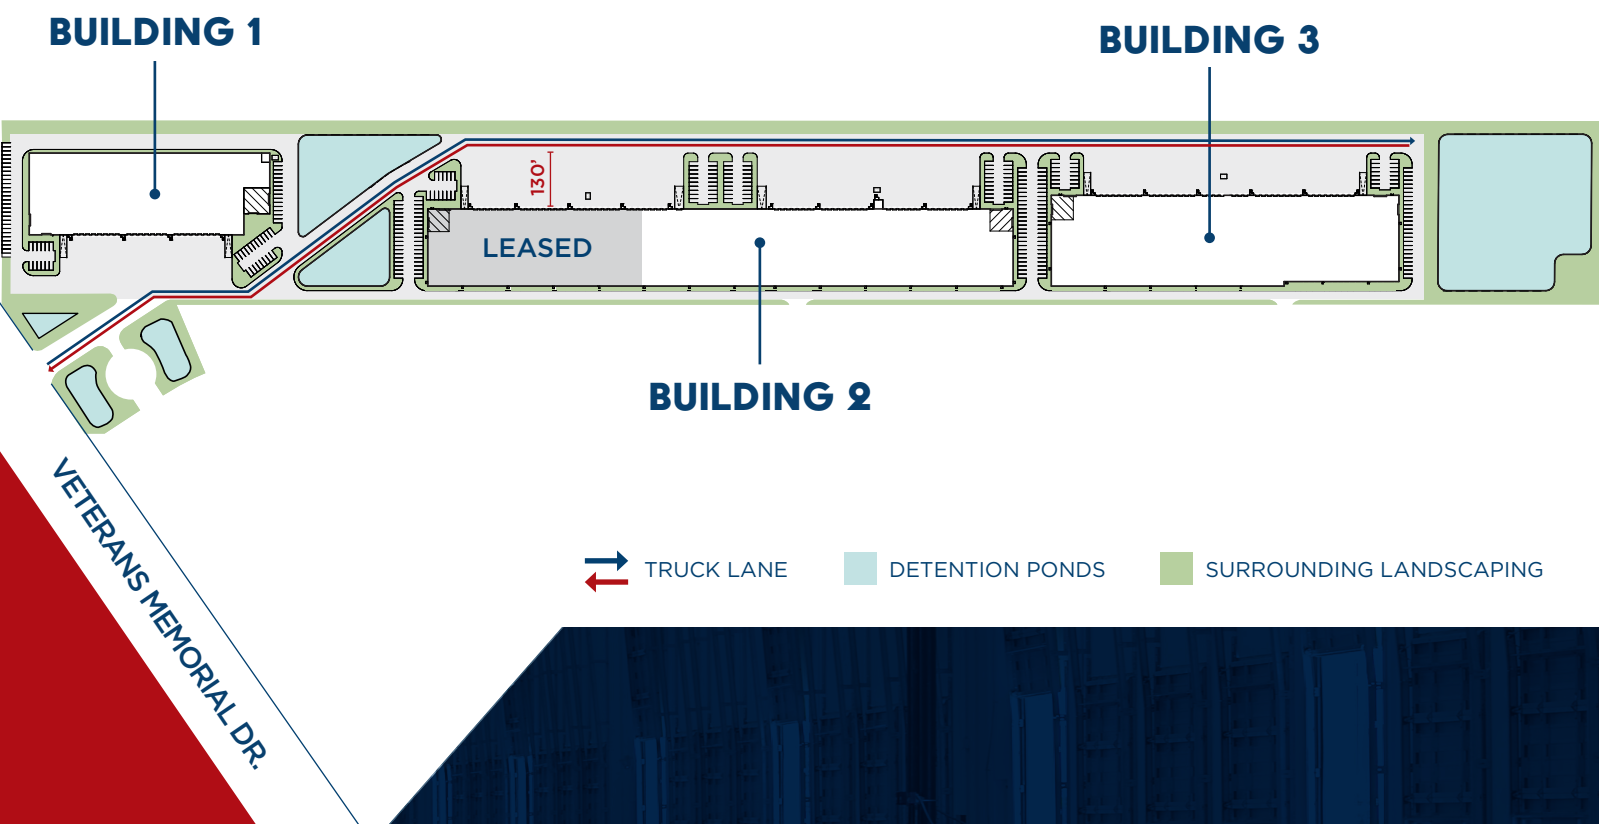 BUILDING 1
BUILDING 3
130'
LEASED
BUILDING 2
VETERANS MEMORIAL DR.
TRUCK LANE
DETENTION PONDS
SURROUNDING LANDSCAPING